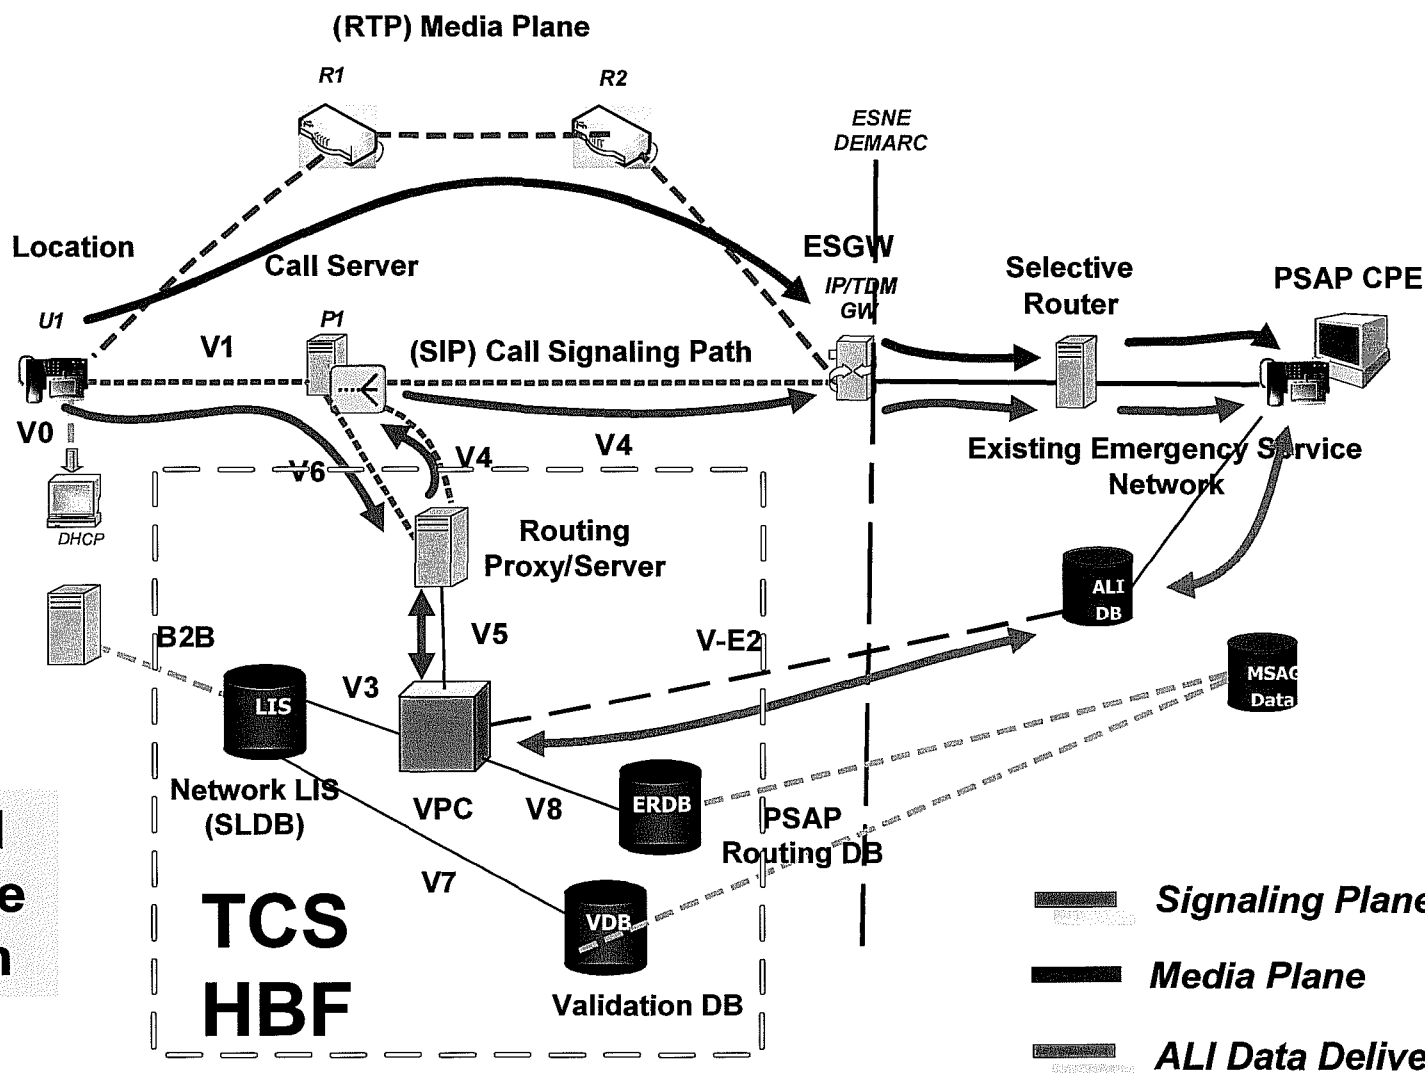 (RTP) Media Plane
R1
R2
ESNE
DEMARC
Location
Call Server
ESGW
IP/TDM
GW
Selective
Router
PSAP CPE
U1
P1
V1
(SIP) Call Signaling Path
V0
V6
V4
V4
Existing Emergency Service
Network
DHCP
Routing
Proxy/Server
ALI
DB
B2B
V5
V-E2
V3
LIS
MSAG
Data
Network LIS
(SLDB)
VPC
V8
ERDB
PSAP
Routing DB
V7
TCS
HBF
VDB
Validation DB
Signaling Plane
Media Plane
ALI Data Delive